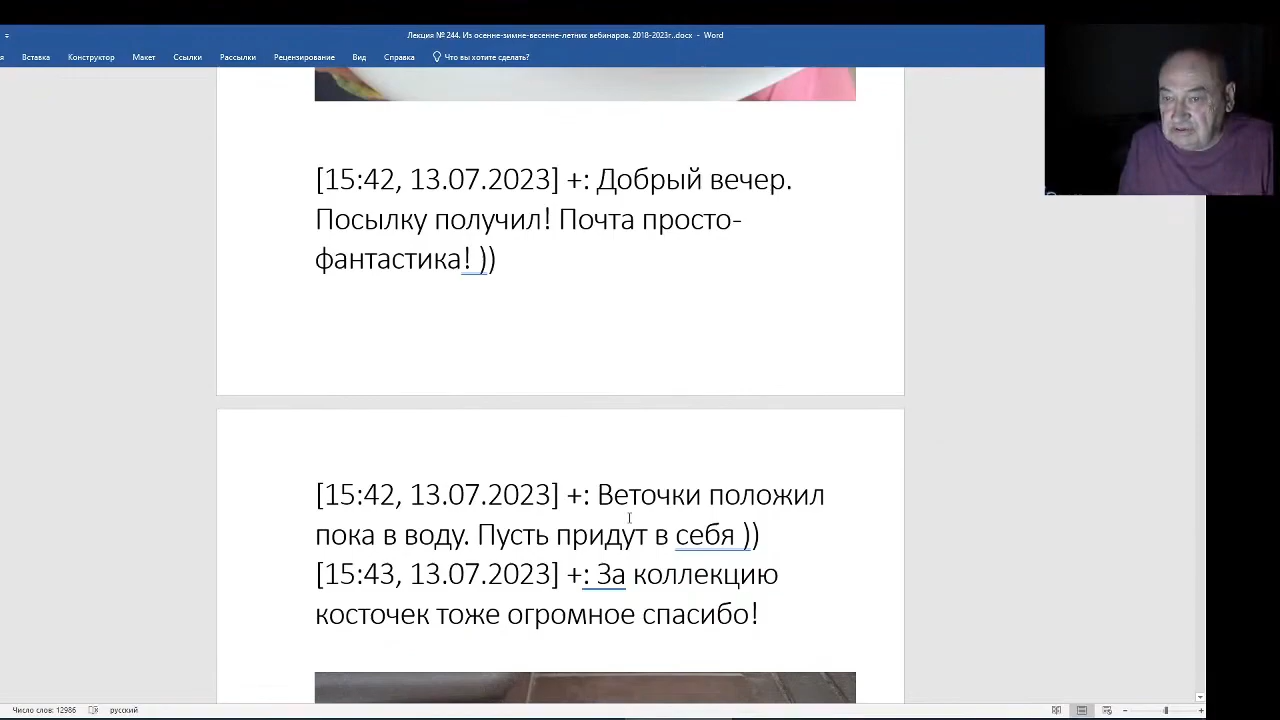 Лекция № 244. Из осенне-зимне-весенне-летних вебинаров. 2018-2023г..docx - Word
Вставка Конструктор Макет Ссылки Рассылки Рецензирование Вид Справка Что вы хотите сделать?
[15:42, 13.07.2023] +: Добрый вечер.
Посылку получил! Почта просто-
фантастика! ))
[15:42, 13.07.2023] +: Веточки положил
пока в воду. Пусть придут в себя ))
[15:43, 13.07.2023] +: За коллекцию
косточек тоже огромное спасибо!
Число слов: 12986 русский